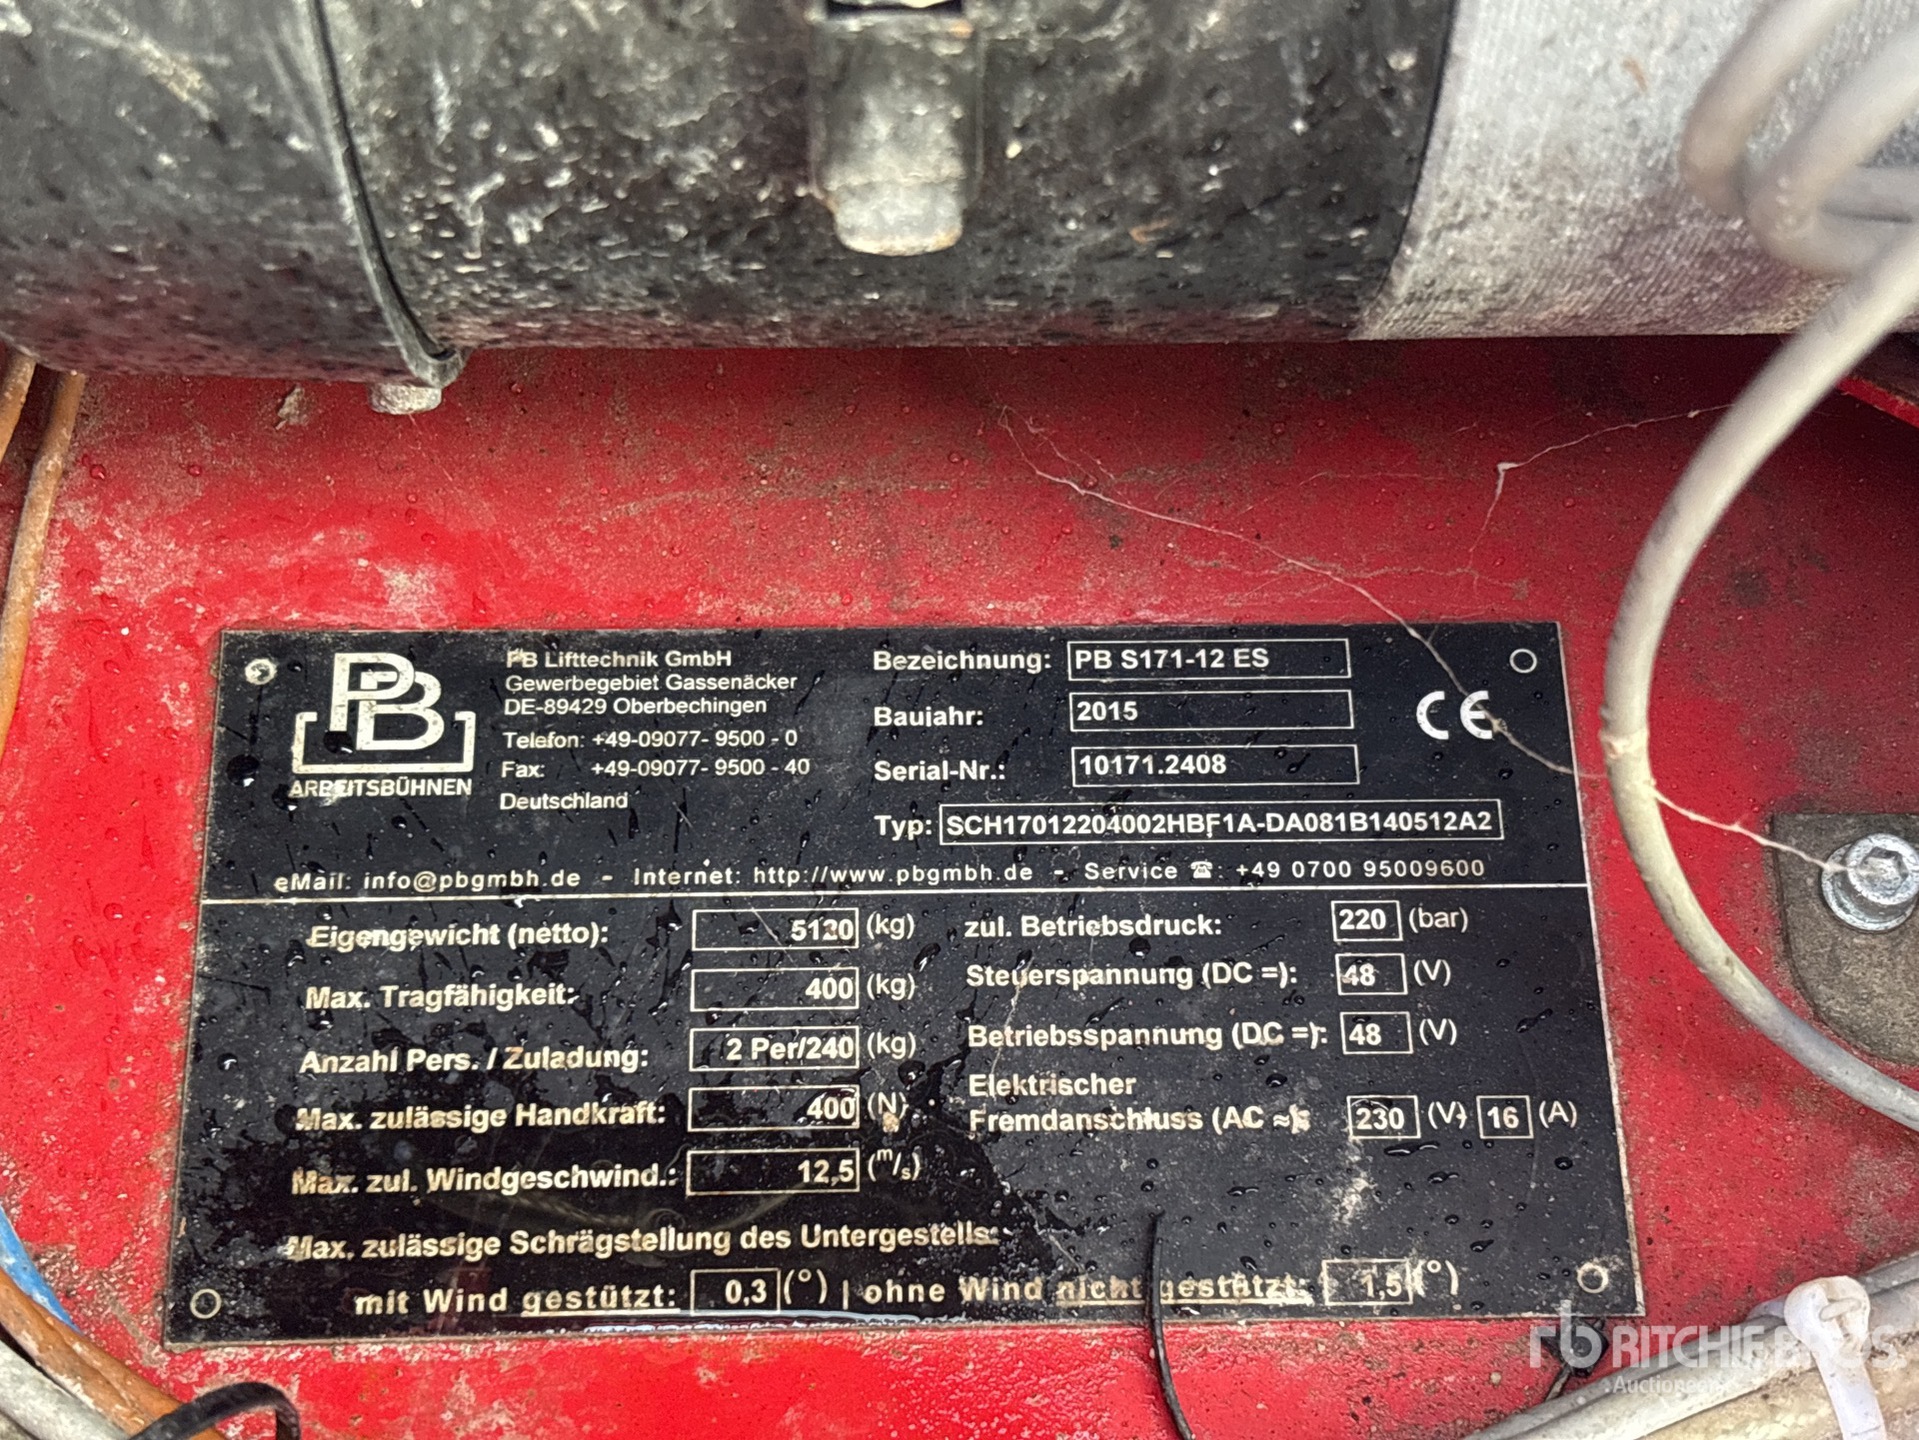 PB
ARBEITSBÜHNEN
PB Lifttechnik GmbH
Gewerbegebiet Gassenäcker
DE-89429 Oberbechingen
Telefon: +49-09077- 9500 - 0
Fax: +49-09077- 9500 - 40
Deutschland
Bezeichnung: PB S171-12 ES
Baujahr: 2015
Serial-Nr.: 10171.2408
Typ: SCH17012204002HBF1A-DA081B140512A2
CE
eMail: info@pbgmbh.de - Internet: http://www.pbgmbh.de - Service ☎: +49 0700 95009600
Eigengewicht (netto): 5120 (kg)
Max. Tragfähigkeit: 400 (kg)
Anzahl Pers. / Zuladung: 2 Per/240 (kg)
Max. zulässige Handkraft: 400 (N)
Max. zul. Windgeschwind.: 12,5 (m/s)
zul. Betriebsdruck: 220 (bar)
Steuerspannung (DC =): 48 (V)
Betriebsspannung (DC =): 48 (V)
Elektrischer
Fremdanschluss (AC ≈): 230 (V) 16 (A)
Max. zulässige Schrägstellung des Untergestells:
mit Wind gestützt: 0,3 (°) | ohne Wind nicht gestützt: 1,5 (°)
rb RITCHIE BROS.
Auctioneers